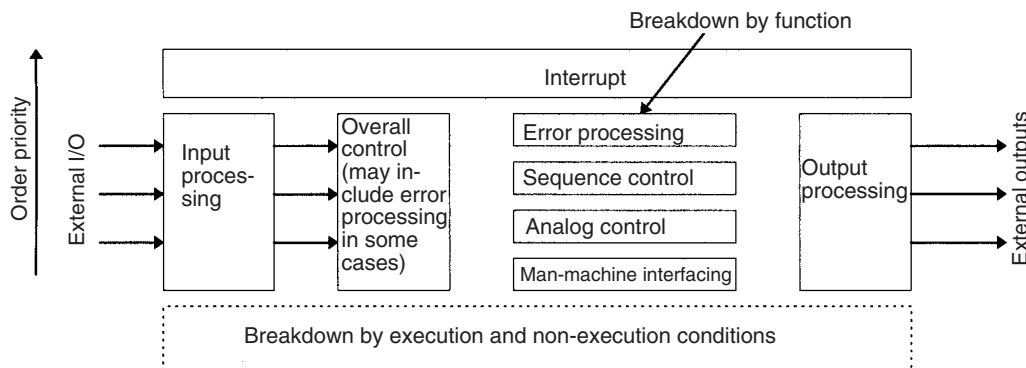 Breakdown by function
Interrupt
Order priority
External I/O
Input
proces-
sing
Overall
control
(may in-
clude error
processing
in some
cases)
Error processing
Sequence control
Analog control
Man-machine interfacing
Output
processing
External outputs
Breakdown by execution and non-execution conditions